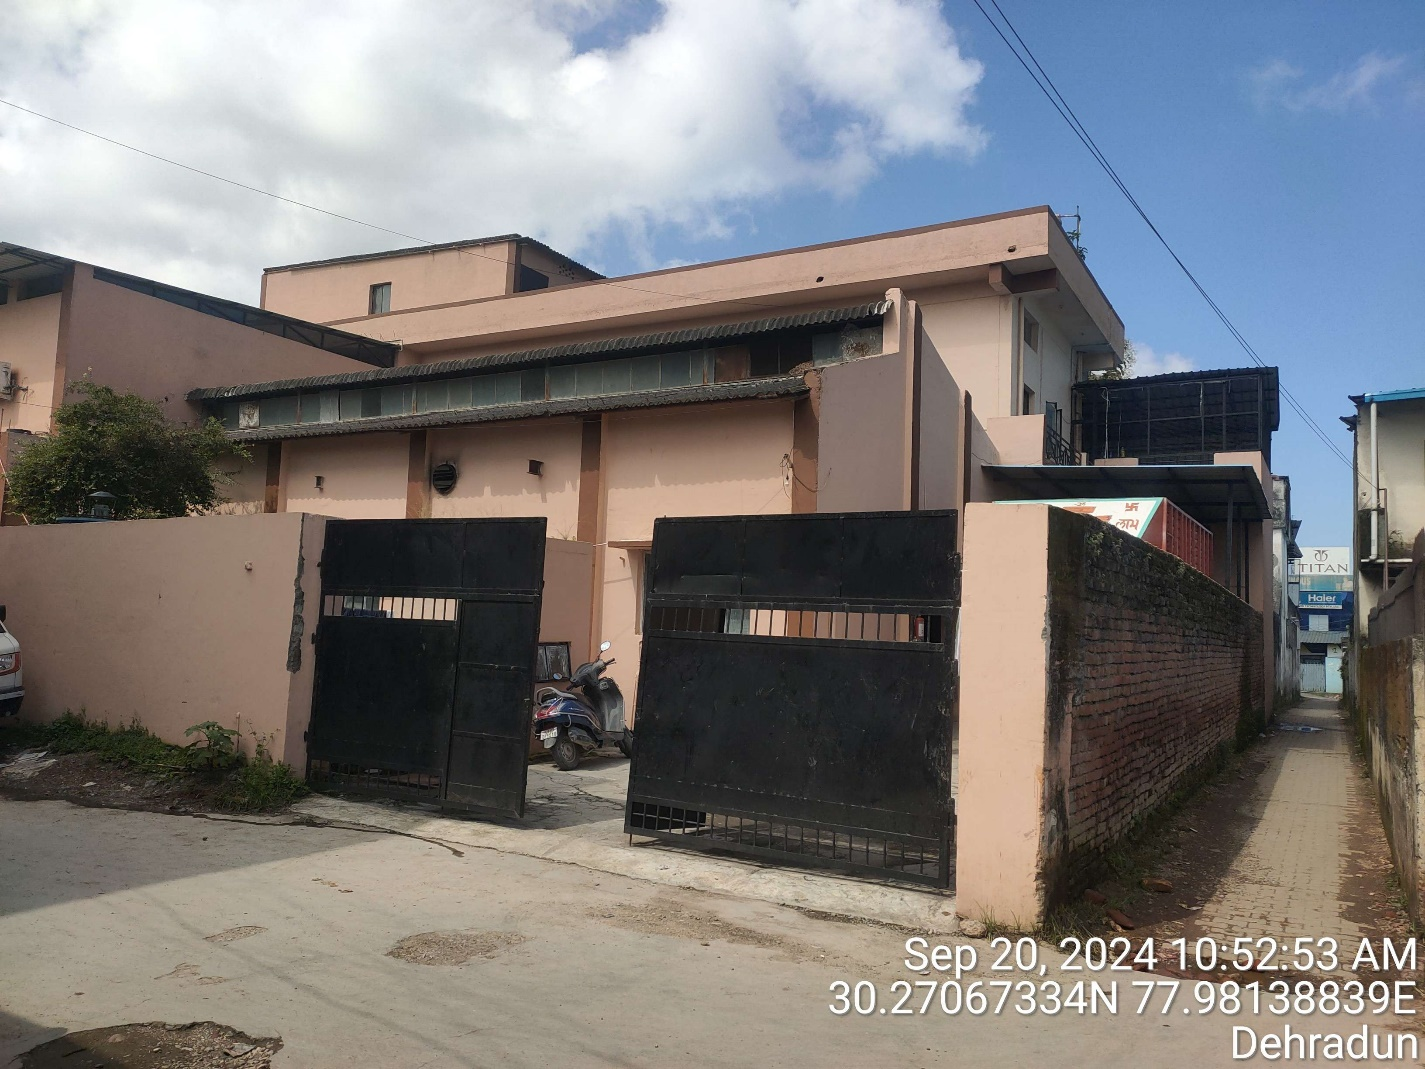 लाभ
TITAN
Haier
Sep 20, 2024 10:52:53 AM
30.27067334N 77.98138839E
Dehradun